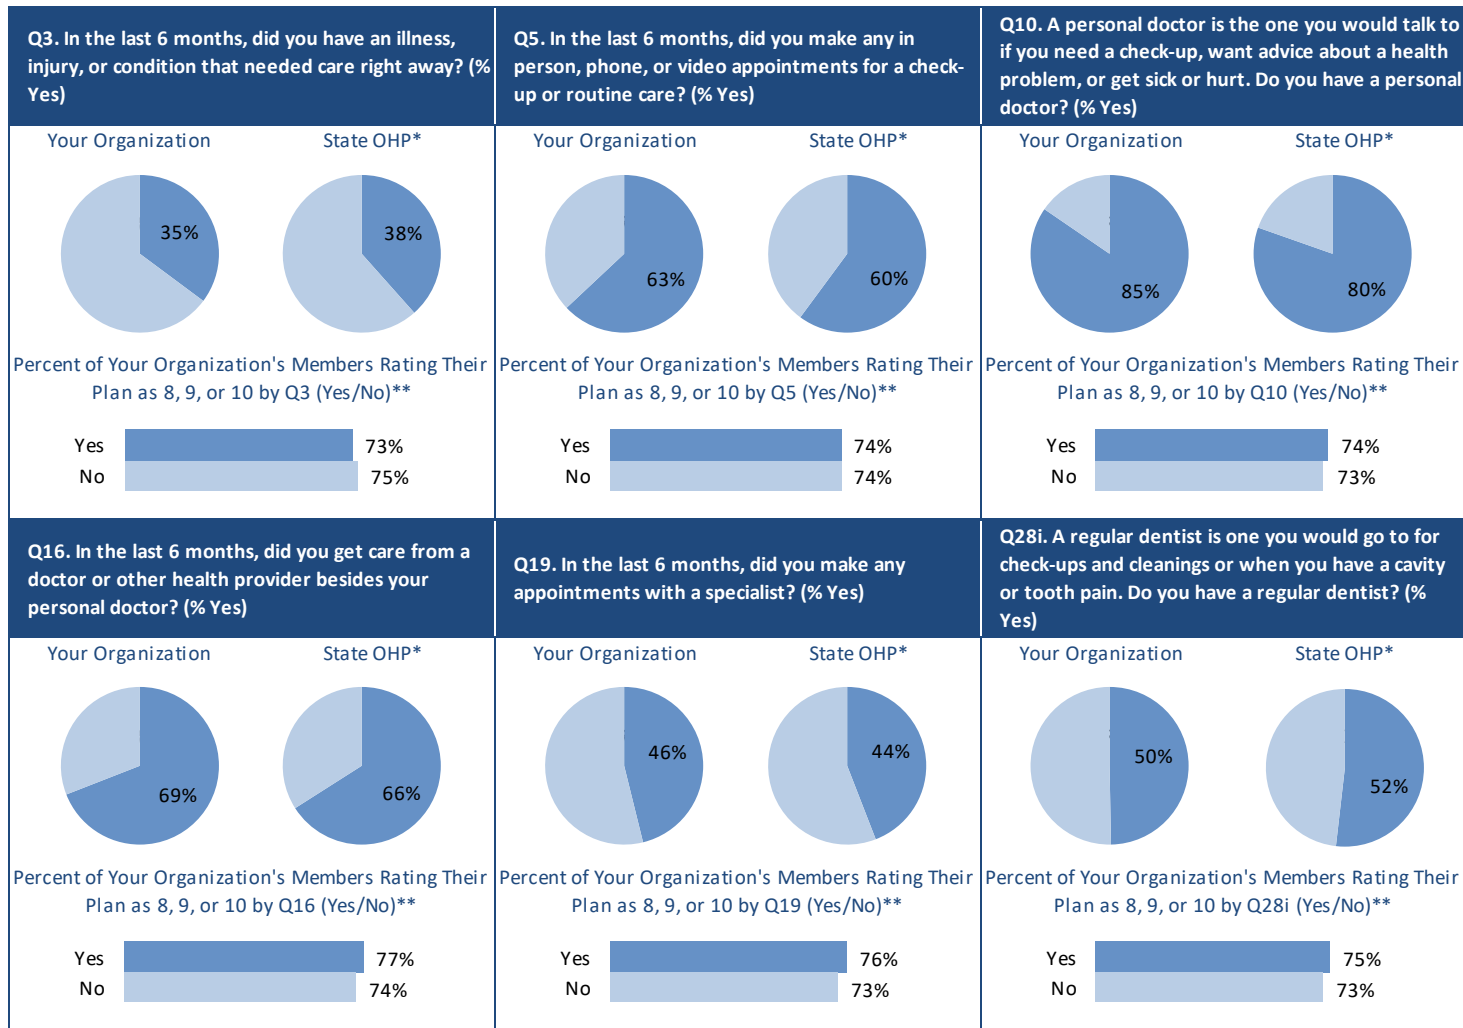 Q3. In the last 6 months, did you have an illness,
injury, or condition that needed care right away? (%
Yes)
Your Organization
State OHP*
35%
38%
Percent of Your Organization's Members Rating Their
Plan as 8, 9, or 10 by Q3 (Yes/No)**
Yes
73%
No
75%
Q5. In the last 6 months, did you make any in
person, phone, or video appointments for a check-
up or routine care? (% Yes)
Your Organization
State OHP*
63%
60%
Percent of Your Organization's Members Rating Their
Plan as 8, 9, or 10 by Q5 (Yes/No)**
Yes
74%
No
74%
Q10. A personal doctor is the one you would talk to
if you need a check-up, want advice about a health
problem, or get sick or hurt. Do you have a personal
doctor? (% Yes)
Your Organization
State OHP*
85%
80%
Percent of Your Organization's Members Rating Their
Plan as 8, 9, or 10 by Q10 (Yes/No)**
Yes
74%
No
73%
Q16. In the last 6 months, did you get care from a
doctor or other health provider besides your
personal doctor? (% Yes)
Your Organization
State OHP*
69%
66%
Percent of Your Organization's Members Rating Their
Plan as 8, 9, or 10 by Q16 (Yes/No)**
Yes
77%
No
74%
Q19. In the last 6 months, did you make any
appointments with a specialist? (% Yes)
Your Organization
State OHP*
46%
44%
Percent of Your Organization's Members Rating Their
Plan as 8, 9, or 10 by Q19 (Yes/No)**
Yes
76%
No
73%
Q28i. A regular dentist is one you would go to for
check-ups and cleanings or when you have a cavity
or tooth pain. Do you have a regular dentist? (%
Yes)
Your Organization
State OHP*
50%
52%
Percent of Your Organization's Members Rating Their
Plan as 8, 9, or 10 by Q28i (Yes/No)**
Yes
75%
No
73%